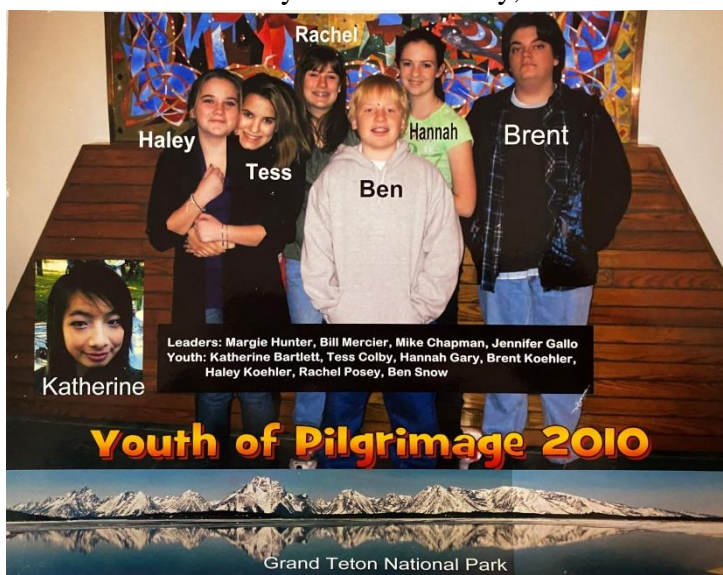 Rachel
Haley
Tess
Ben
Hannah
Brent
Katherine
Leaders: Margie Hunter, Bill Mercier, Mike Chapman, Jennifer Gallo
Youth: Katherine Bartlett, Tess Colby, Hannah Gary, Brent Koehler,
Haley Koehler, Rachel Posey, Ben Snow
Youth of Pilgrimage 2010
Grand Teton National Park